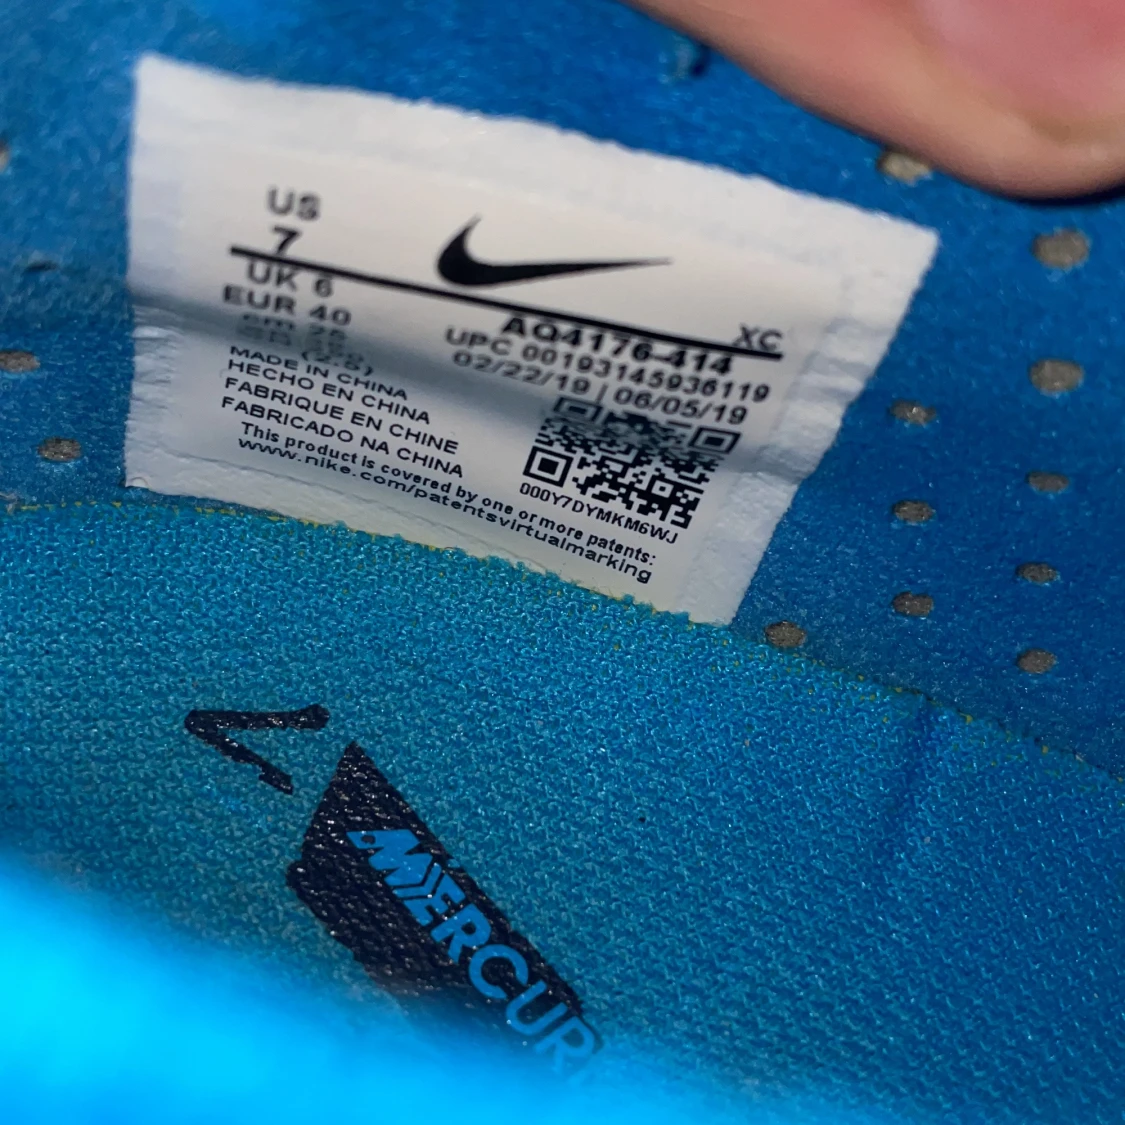 US
7
UK 6
EUR 40
cm 25
XC
AQ4176-414
UPC 00193145936119
02/22/19 | 06/05/19
MADE IN CHINA
HECHO EN CHINA
FABRIQUE EN CHINE
FABRICADO NA CHINA
000Y7DYMKM6WJ
This product is covered by one or more patents:
www.nike.com/patentsvirtualmarking
MERCUR